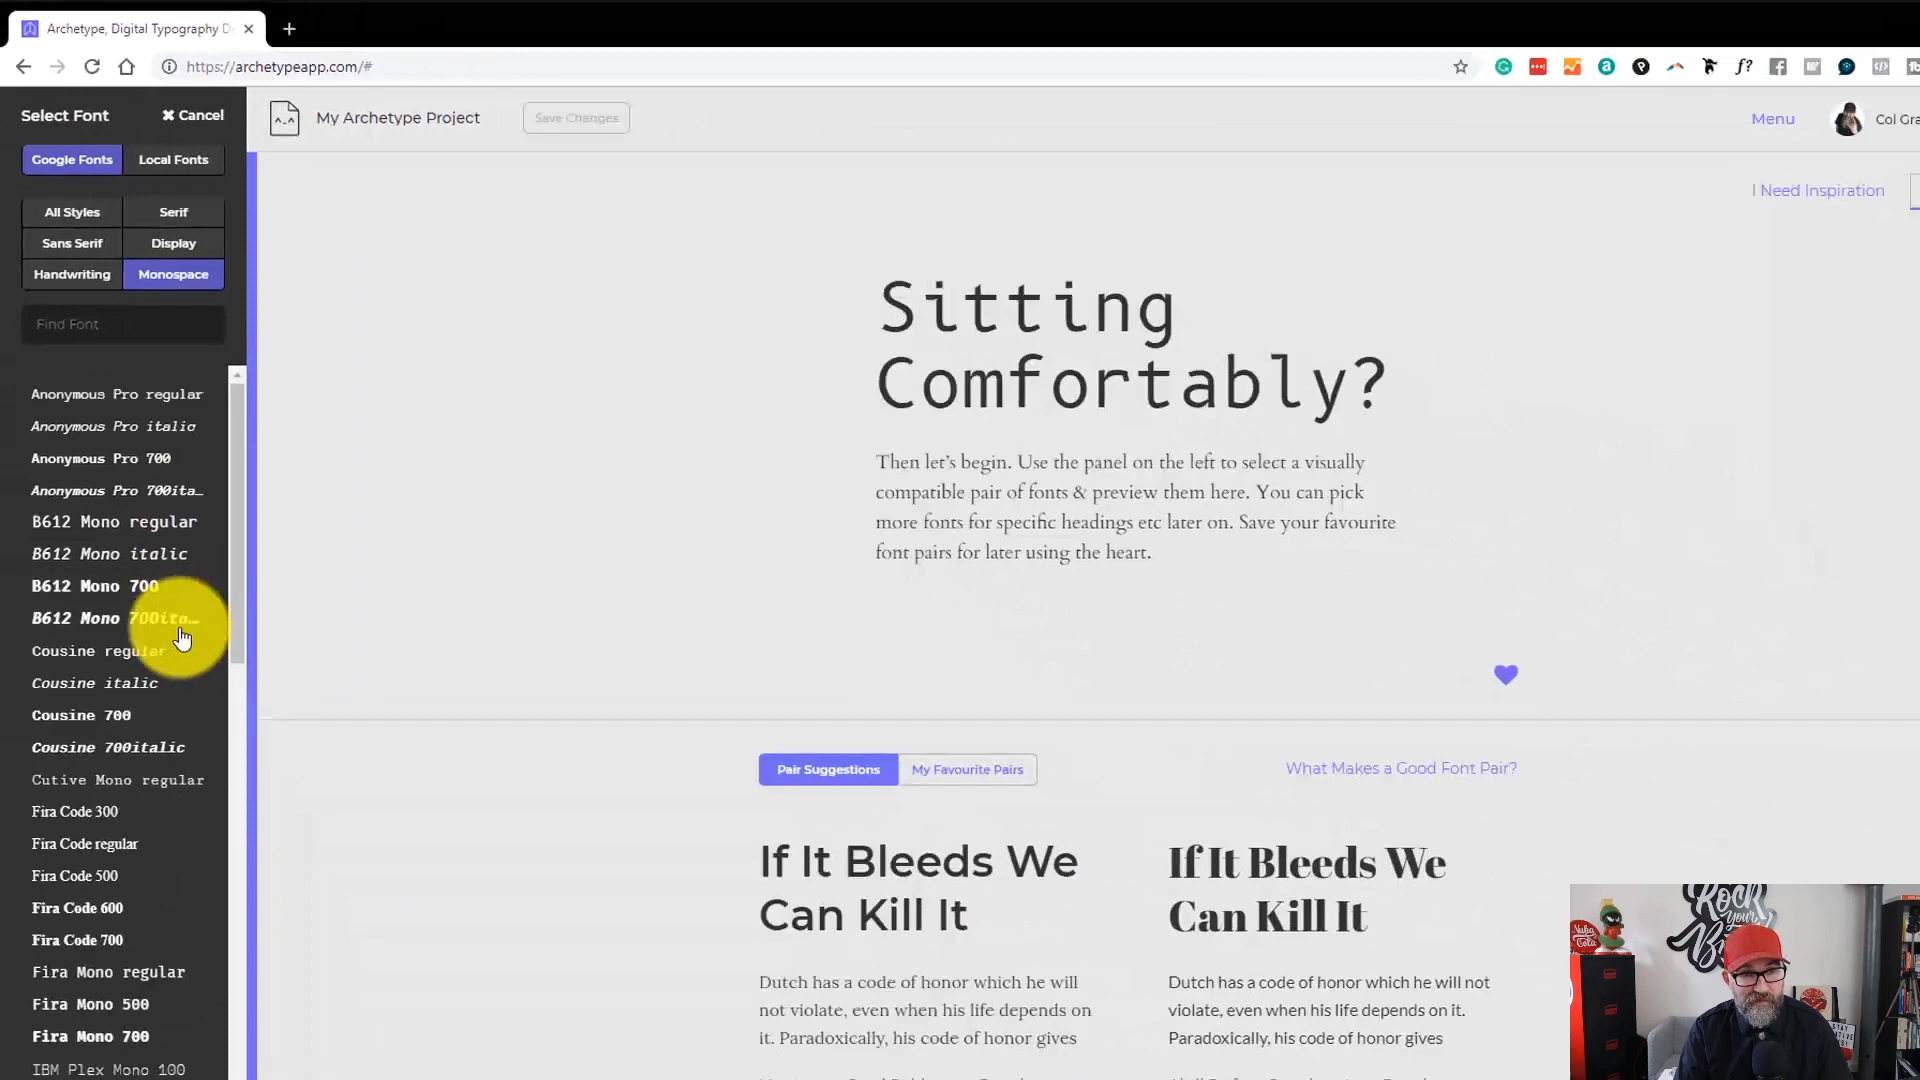 Archetype, Digital Typography D
https://archetypeapp.com/#
Select Font
Cancel
Google Fonts
Local Fonts
All Styles
Serif
Sans Serif
Display
Handwriting
Monospace
Find Font
Anonymous Pro regular
Anonymous Pro italic
Anonymous Pro 700
Anonymous Pro 700ita…
B612 Mono regular
B612 Mono italic
B612 Mono 700
B612 Mono 700ita…
Cousine regular
Cousine italic
Cousine 700
Cousine 700italic
Cutive Mono regular
Fira Code 300
Fira Code regular
Fira Code 500
Fira Code 600
Fira Code 700
Fira Mono regular
Fira Mono 500
Fira Mono 700
IBM Plex Mono 100
My Archetype Project
Save Changes
Menu
Col Gra
I Need Inspiration
Sitting
Comfortably?
Then let’s begin. Use the panel on the left to select a visually
compatible pair of fonts & preview them here. You can pick
more fonts for specific headings etc later on. Save your favourite
font pairs for later using the heart.
Pair Suggestions
My Favourite Pairs
What Makes a Good Font Pair?
If It Bleeds We
Can Kill It
Dutch has a code of honor which he will
not violate, even when his life depends on
it. Paradoxically, his code of honor gives
If It Bleeds We
Can Kill It
Dutch has a code of honor which he will not
violate, even when his life depends on it.
Paradoxically, his code of honor gives
Rock
Your
Nuka
Cola